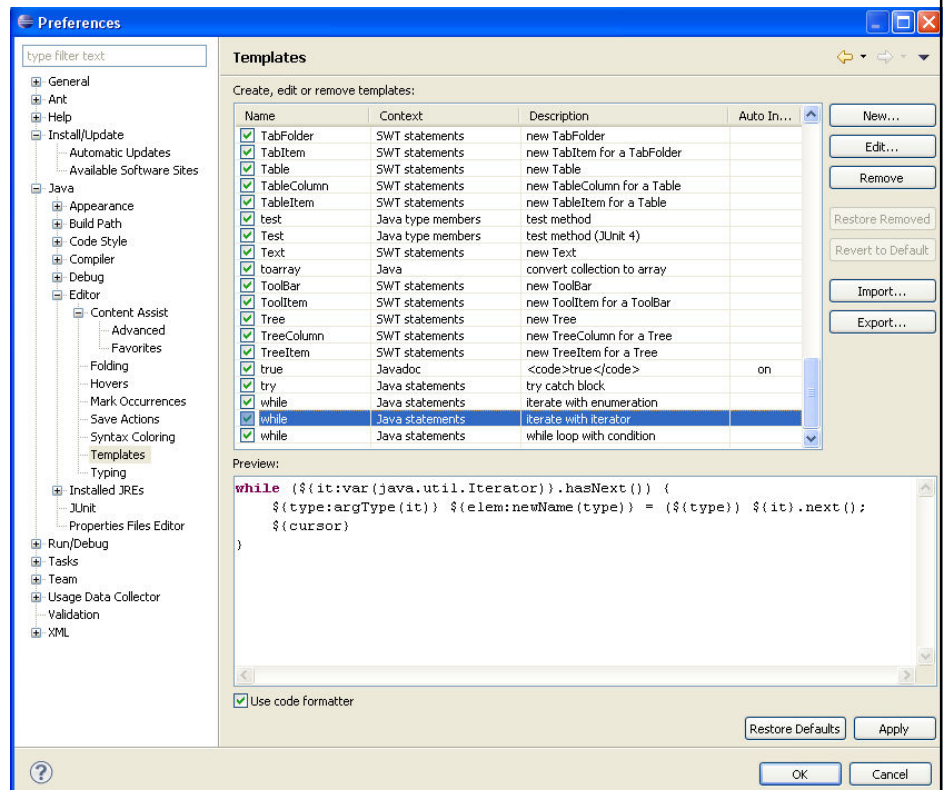 Preferences
type filter text
General
Ant
Help
Install/Update
Automatic Updates
Available Software Sites
Java
Appearance
Build Path
Code Style
Compiler
Debug
Editor
Content Assist
Advanced
Favorites
Folding
Hovers
Mark Occurrences
Save Actions
Syntax Coloring
Templates
Typing
Installed JREs
JUnit
Properties Files Editor
Run/Debug
Tasks
Team
Usage Data Collector
Validation
XML
Templates
Create, edit or remove templates:
Name Context Description Auto In...
TabFolder SWT statements new TabFolder
TabItem SWT statements new TabItem for a TabFolder
Table SWT statements new Table
TableColumn SWT statements new TableColumn for a Table
TableItem SWT statements new TableItem for a Table
test Java type members test method
Test Java type members test method (JUnit 4)
Text SWT statements new Text
toarray Java convert collection to array
ToolBar SWT statements new ToolBar
ToolItem SWT statements new ToolItem for a ToolBar
Tree SWT statements new Tree
TreeColumn SWT statements new TreeColumn for a Tree
TreeItem SWT statements new TreeItem for a Tree
true Javadoc <code>true</code> on
try Java statements try catch block
while Java statements iterate with enumeration
while Java statements iterate with iterator
while Java statements while loop with condition
New...
Edit...
Remove
Restore Removed
Revert to Default
Import...
Export...
Preview:
while (${it:var(java.util.Iterator)}.hasNext()) {
${type:argType(it)} ${elem:newName(type)} = (${type}) ${it}.next();
${cursor}
}
Use code formatter
Restore Defaults Apply
? OK Cancel